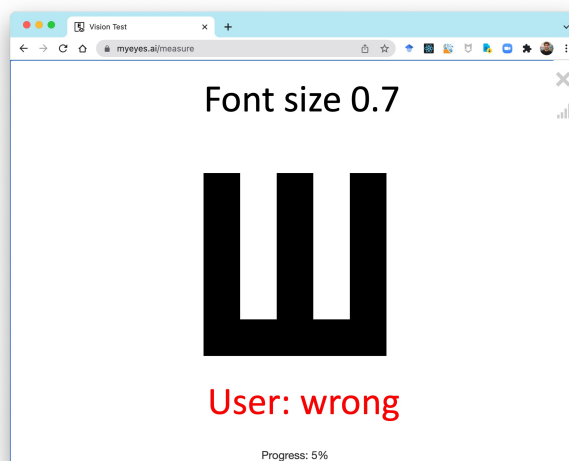 Vision Test
myeyes.ai/measure
Font size 0.7
User: wrong
Progress: 5%